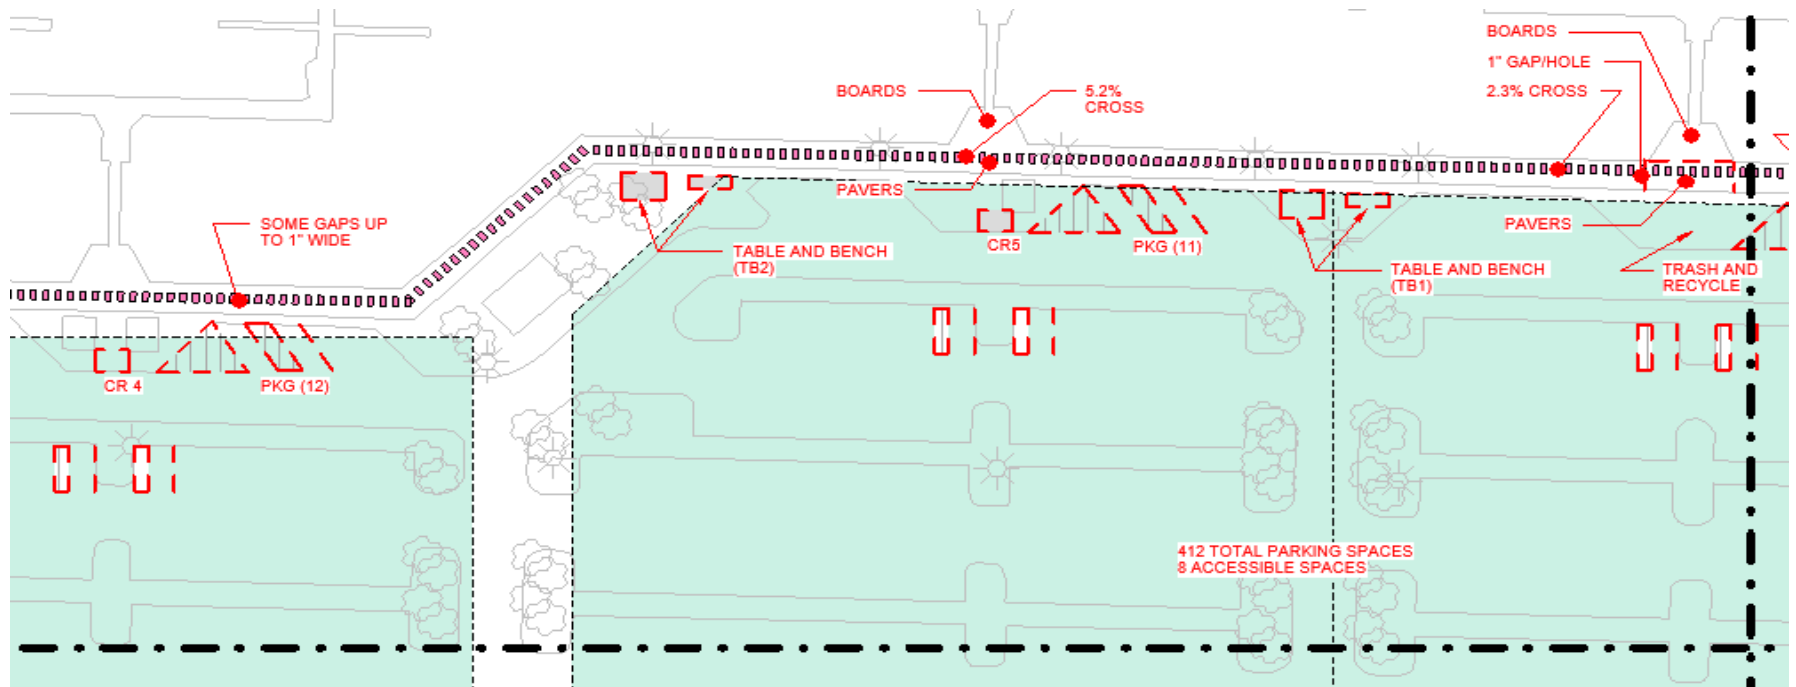 BOARDS
1" GAP/HOLE
2.3% CROSS
BOARDS
5.2%
CROSS
PAVERS
SOME GAPS UP
TO 1" WIDE
TABLE AND BENCH
(TB2)
CR5
PKG (11)
PAVERS
TABLE AND BENCH
(TB1)
TRASH AND
RECYCLE
CR 4
PKG (12)
412 TOTAL PARKING SPACES
8 ACCESSIBLE SPACES